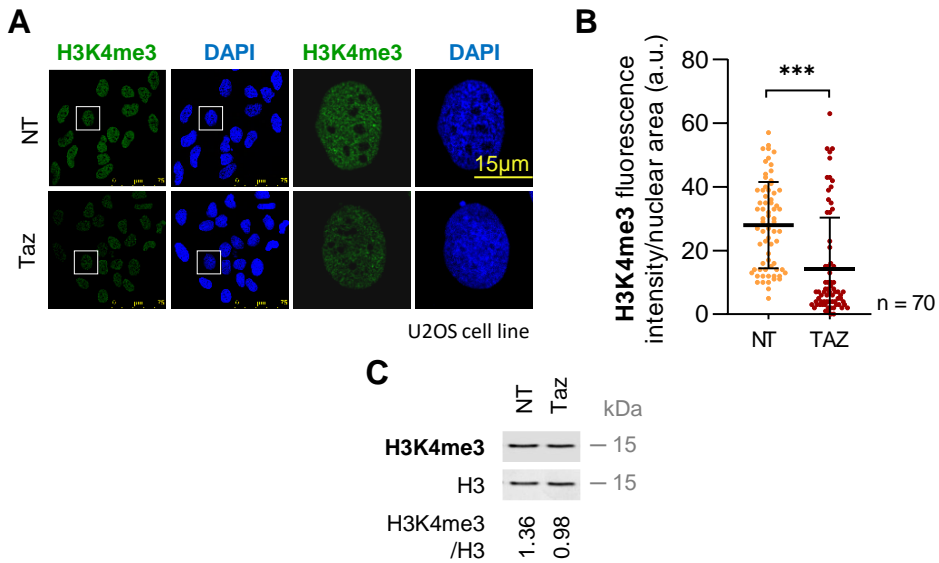 A
H3K4me3 DAPI H3K4me3 DAPI
NT
15µm
Taz
U2OS cell line
B
H3K4me3 fluorescence
intensity/nuclear area (a.u.)
***
80
60
40
20
0
NT TAZ
n = 70
C
NT Taz
kDa
H3K4me3 15
H3 15
H3K4me3
/H3
1.36 0.98